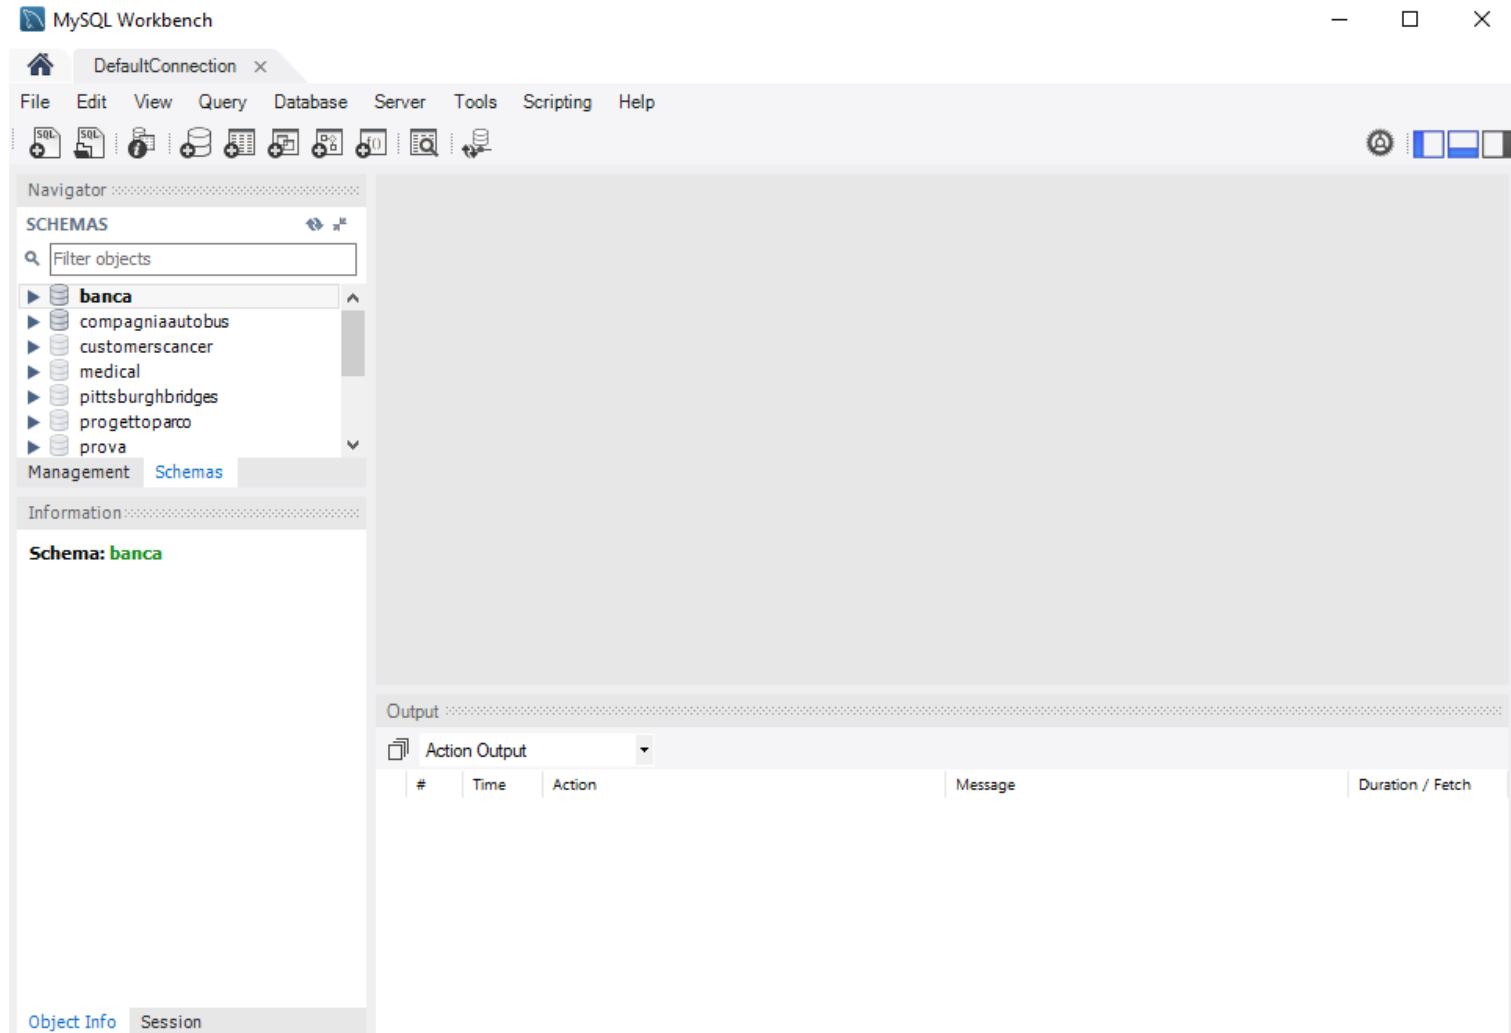 MySQL Workbench
DefaultConnection
File Edit View Query Database Server Tools Scripting Help
SQL SQL f()
Navigator
SCHEMAS
Filter objects
banca
compagniaautobus
customerscancer
medical
pittsburghbridges
progettoparco
prova
Management Schemas
Information
Schema: banca
Output
Action Output
# Time Action Message Duration / Fetch
Object Info Session